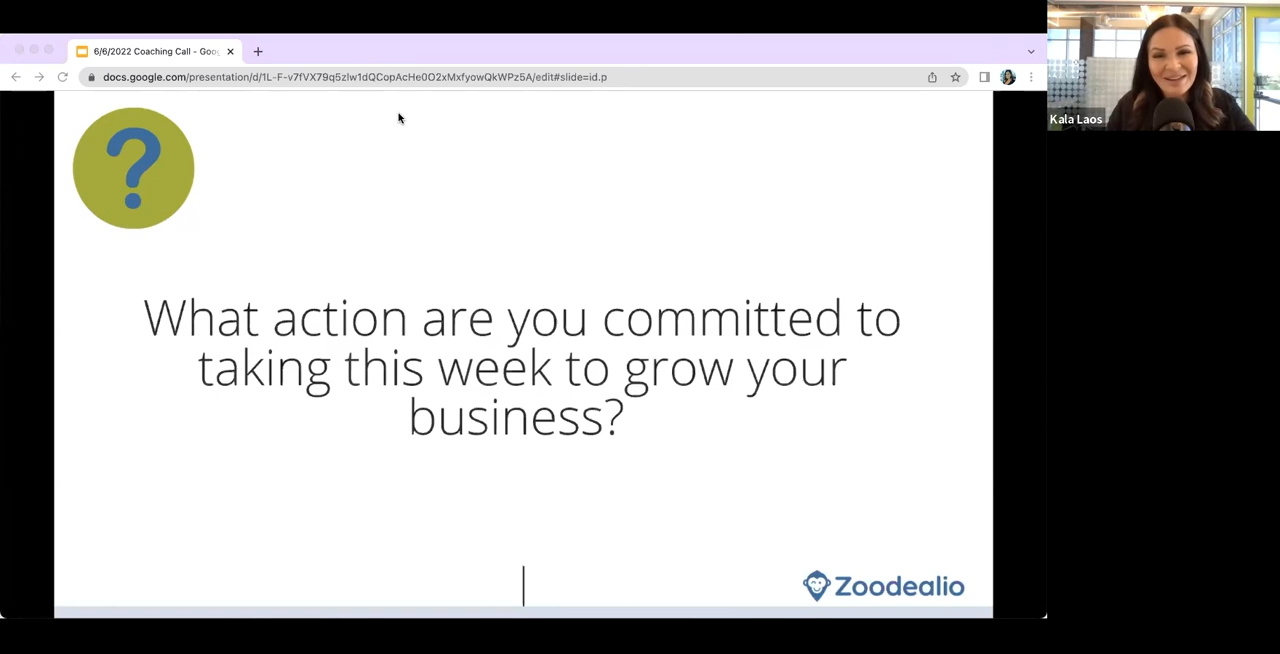 6/6/2022 Coaching Call - Goo
docs.google.com/presentation/d/1L-F-v7fVX79q5zIw1dQCopAcHe0O2xMxfyowQkWPz5A/edit#slide=id.p
Kala Laos
?
What action are you committed to
taking this week to grow your
business?
Zoodealio